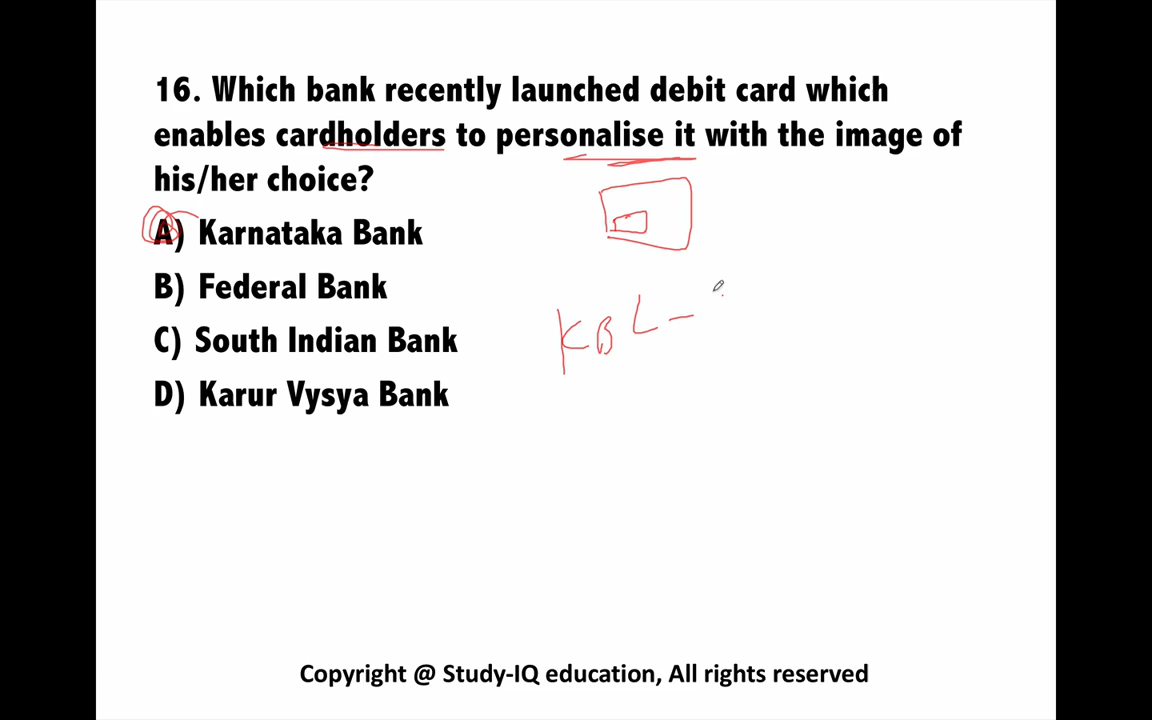 16. Which bank recently launched debit card which
enables cardholders to personalise it with the image of
his/her choice?
A) Karnataka Bank
B) Federal Bank
C) South Indian Bank
D) Karur Vysya Bank
KBL -
Copyright @ Study-IQ education, All rights reserved